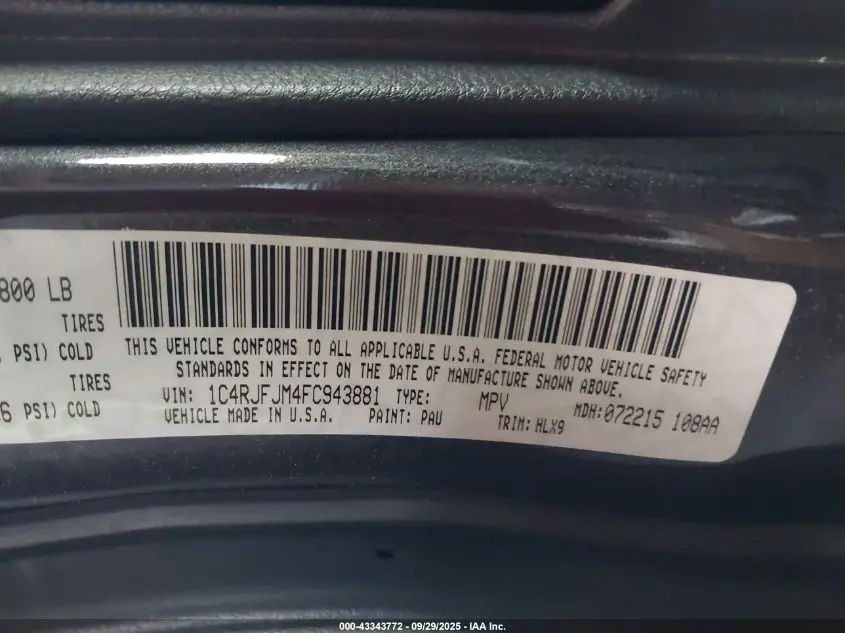 800 LB
TIRES
PSI) COLD
TIRES
6 PSI) COLD
THIS VEHICLE CONFORMS TO ALL APPLICABLE U.S.A. FEDERAL MOTOR VEHICLE SAFETY
STANDARDS IN EFFECT ON THE DATE OF MANUFACTURE SHOWN ABOVE.
VIN: 1C4RJFJM4FC943881 TYPE: MPV MDH:072215 108AA
VEHICLE MADE IN U.S.A. PAINT: PAU TRIM: HLX9
000-43343772 - 09/29/2025 - IAA Inc.